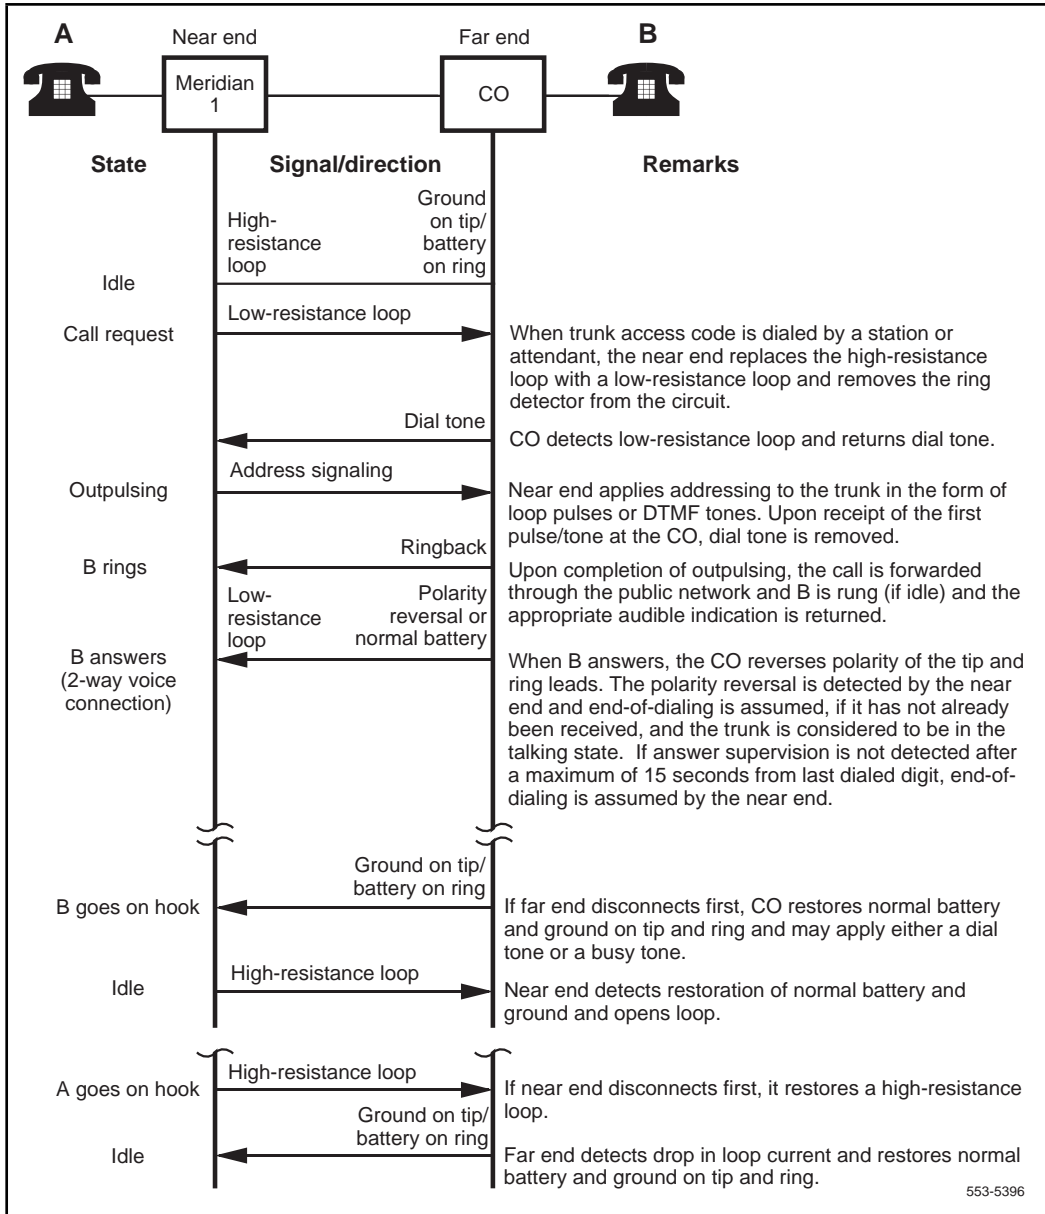 A
Near end
Far end
B
Meridian
1
CO
State
Signal/direction
Remarks
High-
resistance
loop
Ground
on tip/
battery
on ring
Idle
Call request
Low-resistance loop
When trunk access code is dialed by a station or
attendant, the near end replaces the high-resistance
loop with a low-resistance loop and removes the ring
detector from the circuit.
Dial tone
CO detects low-resistance loop and returns dial tone.
Outpulsing
Address signaling
Near end applies addressing to the trunk in the form of
loop pulses or DTMF tones. Upon receipt of the first
pulse/tone at the CO, dial tone is removed.
B rings
Ringback
Upon completion of outpulsing, the call is forwarded
through the public network and B is rung (if idle) and the
appropriate audible indication is returned.
Low-
resistance
loop
Polarity
reversal or
normal battery
B answers
(2-way voice
connection)
When B answers, the CO reverses polarity of the tip and
ring leads. The polarity reversal is detected by the near
end and end-of-dialing is assumed, if it has not already
been received, and the trunk is considered to be in the
talking state. If answer supervision is not detected after
a maximum of 15 seconds from last dialed digit, end-of-
dialing is assumed by the near end.
Ground on tip/
battery on ring
B goes on hook
If far end disconnects first, CO restores normal battery
and ground on tip and ring and may apply either a dial
tone or a busy tone.
Idle
High-resistance loop
Near end detects restoration of normal battery and
ground and opens loop.
A goes on hook
High-resistance loop
If near end disconnects first, it restores a high-resistance
loop.
Ground on tip/
battery on ring
Idle
Far end detects drop in loop current and restores normal
battery and ground on tip and ring.
553-5396